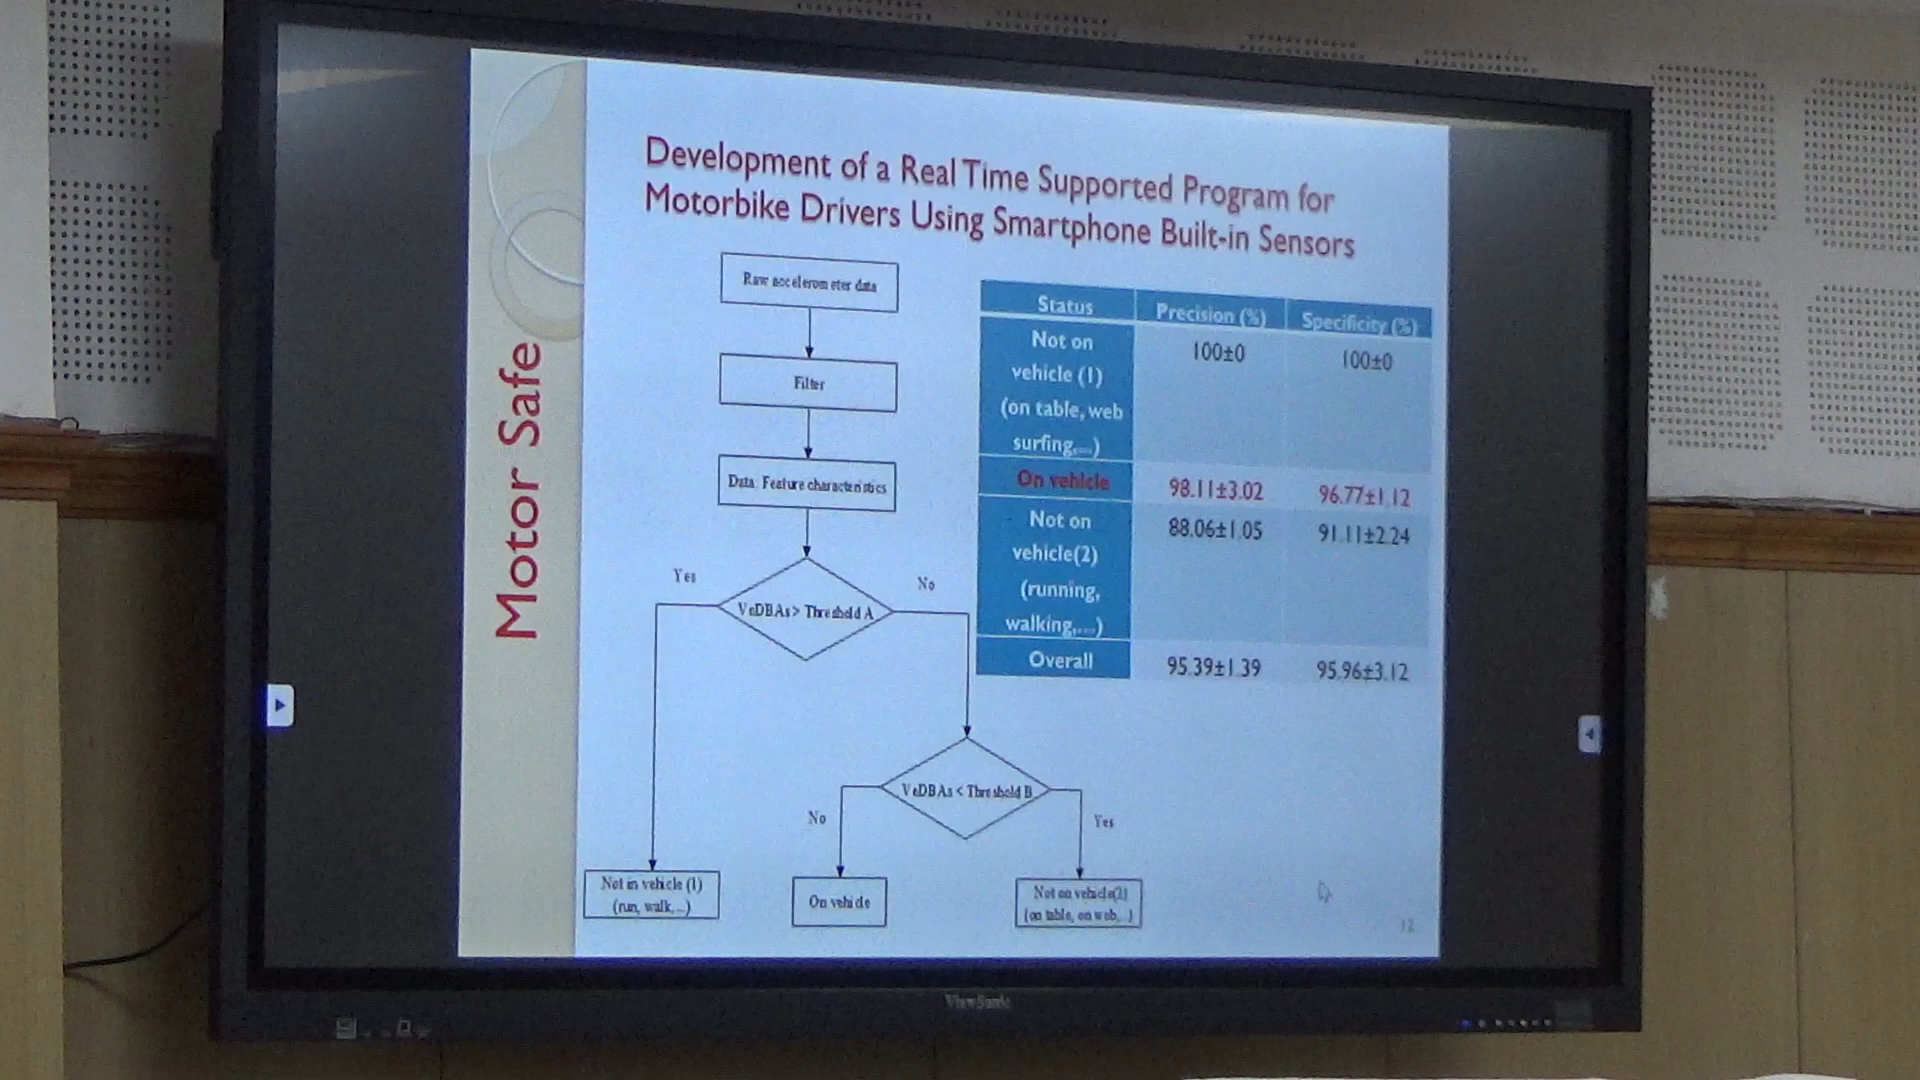 Motor Safe
Development of a Real Time Supported Program for
Motorbike Drivers Using Smartphone Built-in Sensors
Raw accelerometer data
Filter
Data: Feature characteristics
Yes
No
VeDBAs > Threshold A
No
VeDBAs < Threshold B
Yes
Not in vehicle (1)
(run, walk,...)
On vehicle
Not on vehicle(2)
(on table, on web,...)
Status Precision (%) Specificity (%)
Not on 100±0 100±0
vehicle (1)
(on table, web
surfing,...)
On vehicle 98.11±3.02 96.77±1.12
Not on 88.06±1.05 91.11±2.24
vehicle(2)
(running,
walking,...)
Overall 95.39±1.39 95.96±3.12
12
ViewSonic